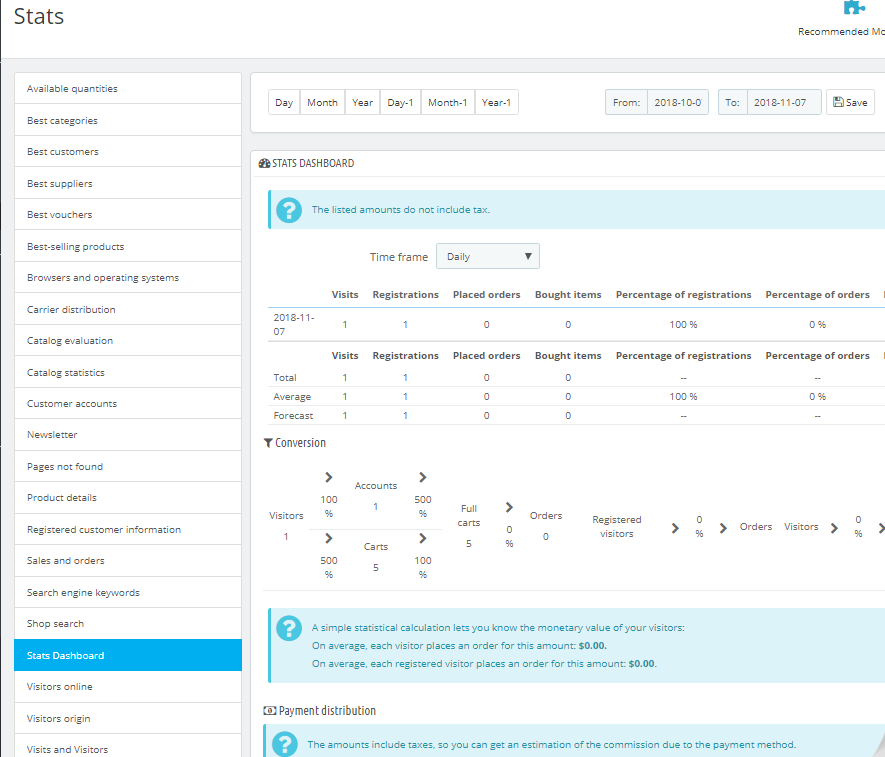 Stats
Recommended Mo
Available quantities
Best categories
Best customers
Best suppliers
Best vouchers
Best-selling products
Browsers and operating systems
Carrier distribution
Catalog evaluation
Catalog statistics
Customer accounts
Newsletter
Pages not found
Product details
Registered customer information
Sales and orders
Search engine keywords
Shop search
Stats Dashboard
Visitors online
Visitors origin
Visits and Visitors
Day Month Year Day-1 Month-1 Year-1 From: 2018-10-0 To: 2018-11-07 Save
STATS DASHBOARD
The listed amounts do not include tax.
Time frame Daily
Visits Registrations Placed orders Bought items Percentage of registrations Percentage of orders
2018-11-07 1 1 0 0 100 % 0 %
Visits Registrations Placed orders Bought items Percentage of registrations Percentage of orders
Total 1 1 0 0 -- --
Average 1 1 0 0 100 % 0 %
Forecast 1 1 0 0 -- --
Conversion
Visitors
1
100 %
Accounts
1
500 %
500 %
Carts
5
100 %
Full carts
5
0 %
Orders
0
Registered visitors
0 %
Orders
Visitors
0 %
A simple statistical calculation lets you know the monetary value of your visitors:
On average, each visitor places an order for this amount: $0.00.
On average, each registered visitor places an order for this amount: $0.00.
Payment distribution
The amounts include taxes, so you can get an estimation of the commission due to the payment method.